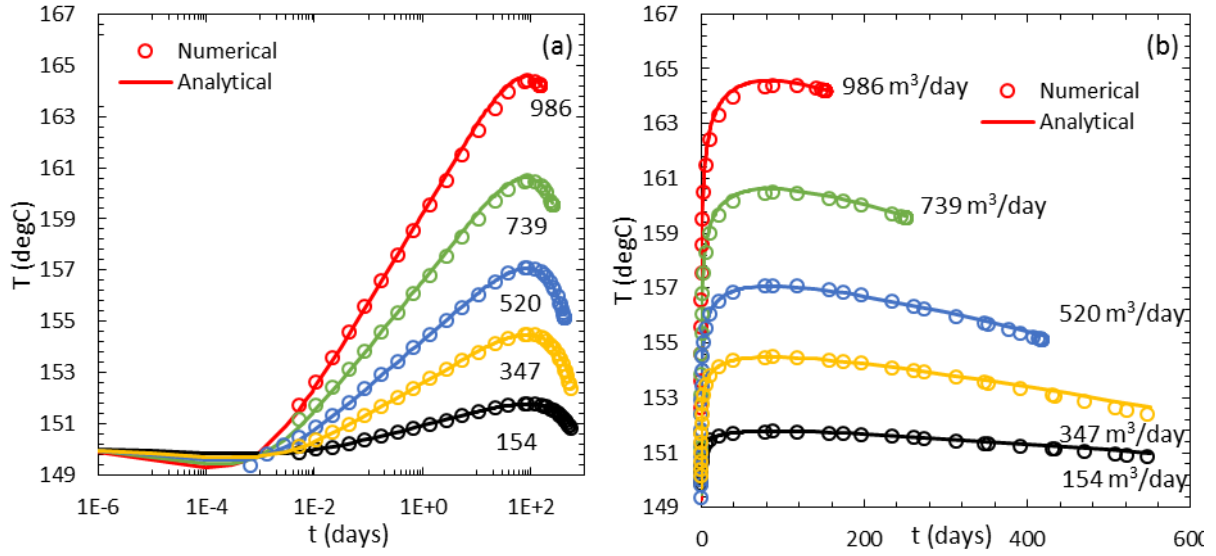 167
165
163
161
159
157
155
153
151
149
T (degC)
1E-6
1E-4
1E-2
1E+0
1E+2
t (days)
Numerical
Analytical
(a)
986
739
520
347
154
167
165
163
161
159
157
155
153
151
149
T (degC)
0
200
400
600
t (days)
(b)
Numerical
Analytical
986 m³/day
739 m³/day
520 m³/day
347 m³/day
154 m³/day